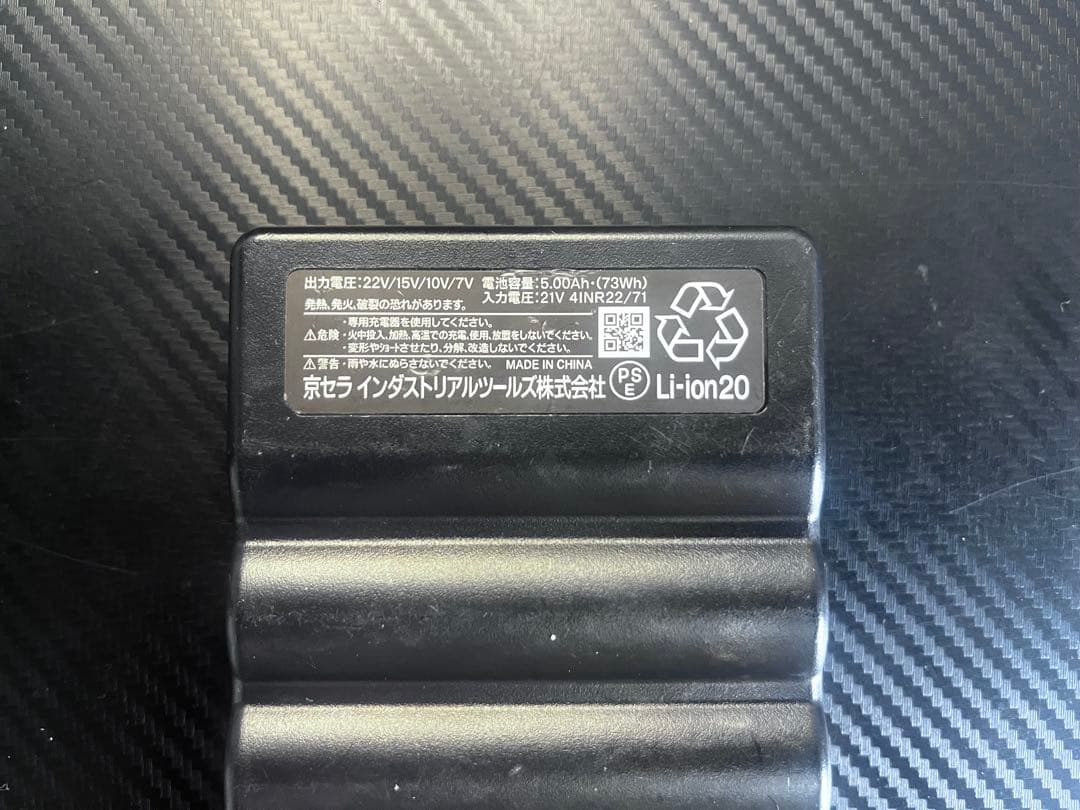 出力電圧:22V/15V/10V/7V 電池容量:5.00Ah・(73Wh)
発熱、発火、破裂の恐れがあります。 入力電圧:21V 4INR22/71
・専用充電器を使用してください。
⚠危険・火中投入、加熱、高温での充電、使用、放置をしないでください。
・変形やショートさせたり、分解、改造しないでください。
⚠警告・雨や水にぬらさないでください。 MADE IN CHINA
京セラ インダストリアルツールズ株式会社 PSE Li-ion20